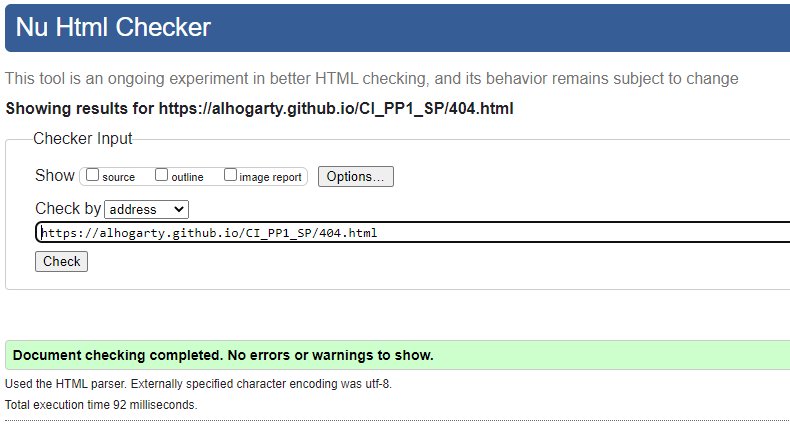 Nu Html Checker
This tool is an ongoing experiment in better HTML checking, and its behavior remains subject to change
Showing results for https://alhogarty.github.io/CI_PP1_SP/404.html
Checker Input
Show source outline image report Options...
Check by address
https://alhogarty.github.io/CI_PP1_SP/404.html
Check
Document checking completed. No errors or warnings to show.
Used the HTML parser. Externally specified character encoding was utf-8.
Total execution time 92 milliseconds.